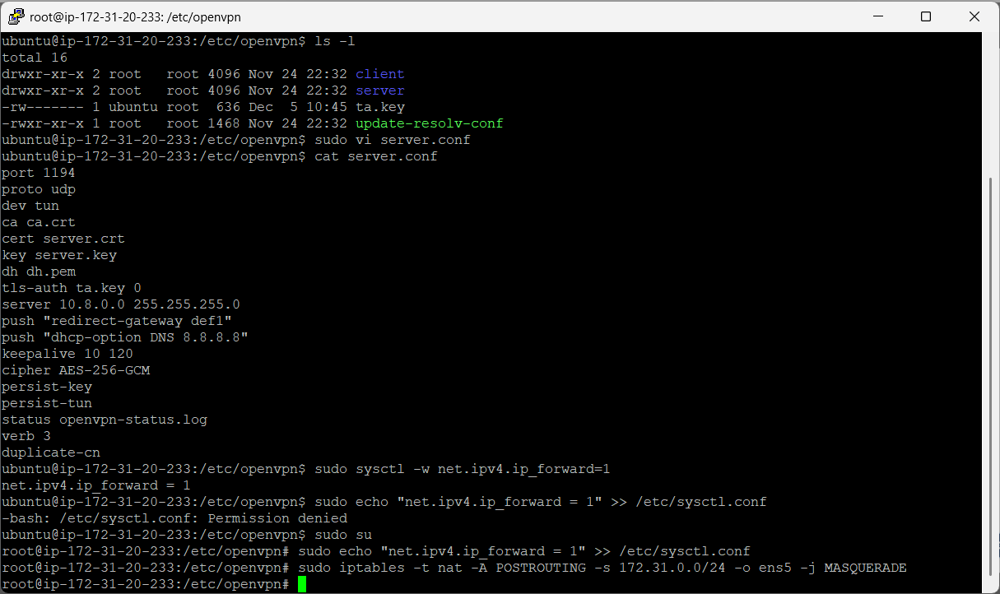 root@ip-172-31-20-233: /etc/openvpn
ubuntu@ip-172-31-20-233:/etc/openvpn$ ls -l
total 16
drwxr-xr-x 2 root   root 4096 Nov 24 22:32 client
drwxr-xr-x 2 root   root 4096 Nov 24 22:32 server
-rw------- 1 ubuntu root  636 Dec  5 10:45 ta.key
-rwxr-xr-x 1 root   root 1468 Nov 24 22:32 update-resolv-conf
ubuntu@ip-172-31-20-233:/etc/openvpn$ sudo vi server.conf
ubuntu@ip-172-31-20-233:/etc/openvpn$ cat server.conf
port 1194
proto udp
dev tun
ca ca.crt
cert server.crt
key server.key
dh dh.pem
tls-auth ta.key 0
server 10.8.0.0 255.255.255.0
push "redirect-gateway def1"
push "dhcp-option DNS 8.8.8.8"
keepalive 10 120
cipher AES-256-GCM
persist-key
persist-tun
status openvpn-status.log
verb 3
duplicate-cn
ubuntu@ip-172-31-20-233:/etc/openvpn$ sudo sysctl -w net.ipv4.ip_forward=1
net.ipv4.ip_forward = 1
ubuntu@ip-172-31-20-233:/etc/openvpn$ sudo echo "net.ipv4.ip_forward = 1" >> /etc/sysctl.conf
-bash: /etc/sysctl.conf: Permission denied
ubuntu@ip-172-31-20-233:/etc/openvpn$ sudo su
root@ip-172-31-20-233:/etc/openvpn# sudo echo "net.ipv4.ip_forward = 1" >> /etc/sysctl.conf
root@ip-172-31-20-233:/etc/openvpn# sudo iptables -t nat -A POSTROUTING -s 172.31.0.0/24 -o ens5 -j MASQUERADE
root@ip-172-31-20-233:/etc/openvpn#